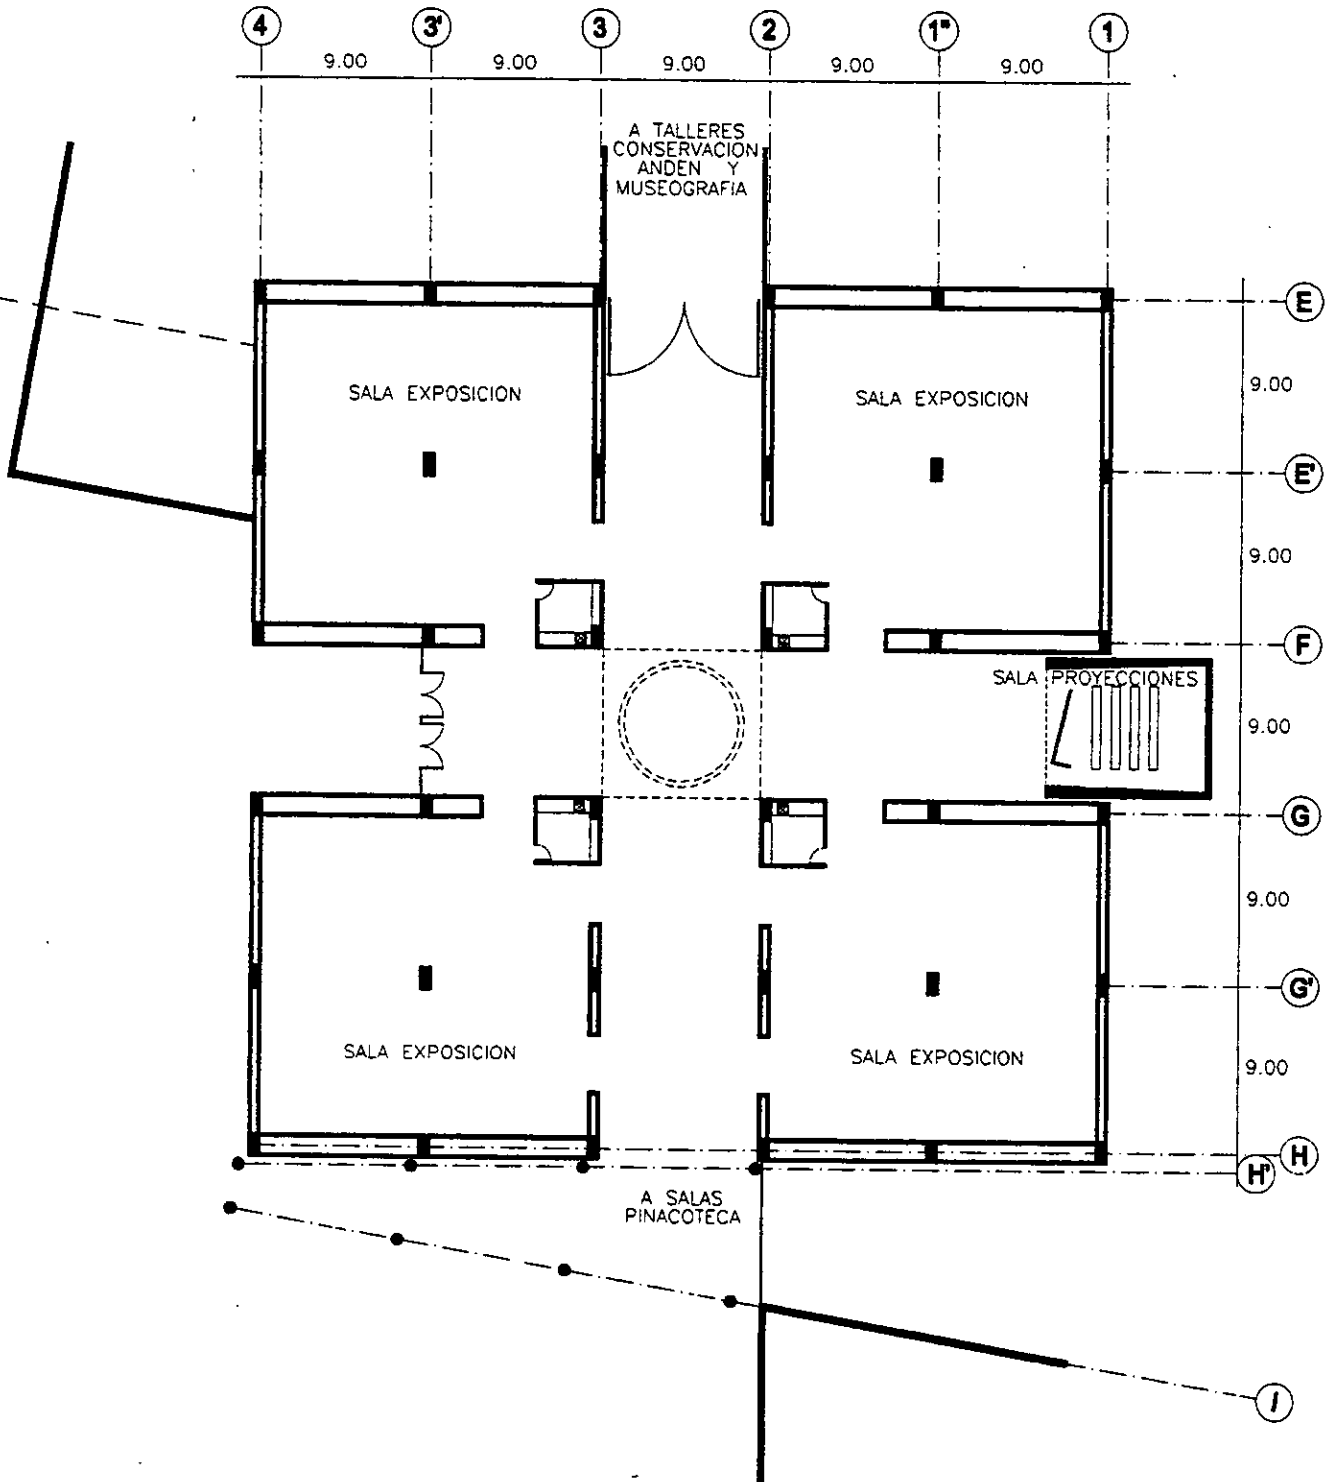 4 3' 3 2 1" 1
9.00 9.00 9.00 9.00 9.00
A TALLERES
CONSERVACION
ANDEN Y
MUSEOGRAFIA
E
9.00
SALA EXPOSICION SALA EXPOSICION
E'
9.00
F
SALA PROYECCIONES
9.00
G
9.00
G'
SALA EXPOSICION SALA EXPOSICION
9.00
H
H'
A SALAS
PINACOTECA
I